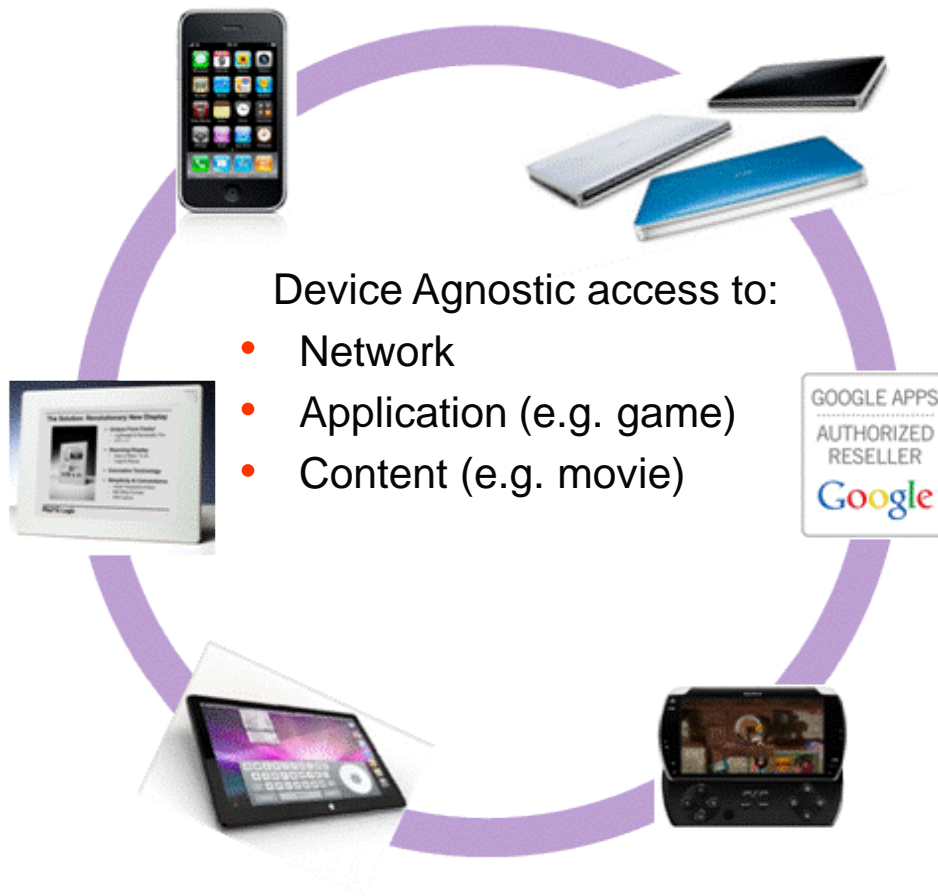 Device Agnostic access to:
• Network
• Application (e.g. game)
• Content (e.g. movie)
GOOGLE APPS
AUTHORIZED
RESELLER
Google
The Solution: Revolutionary New Display